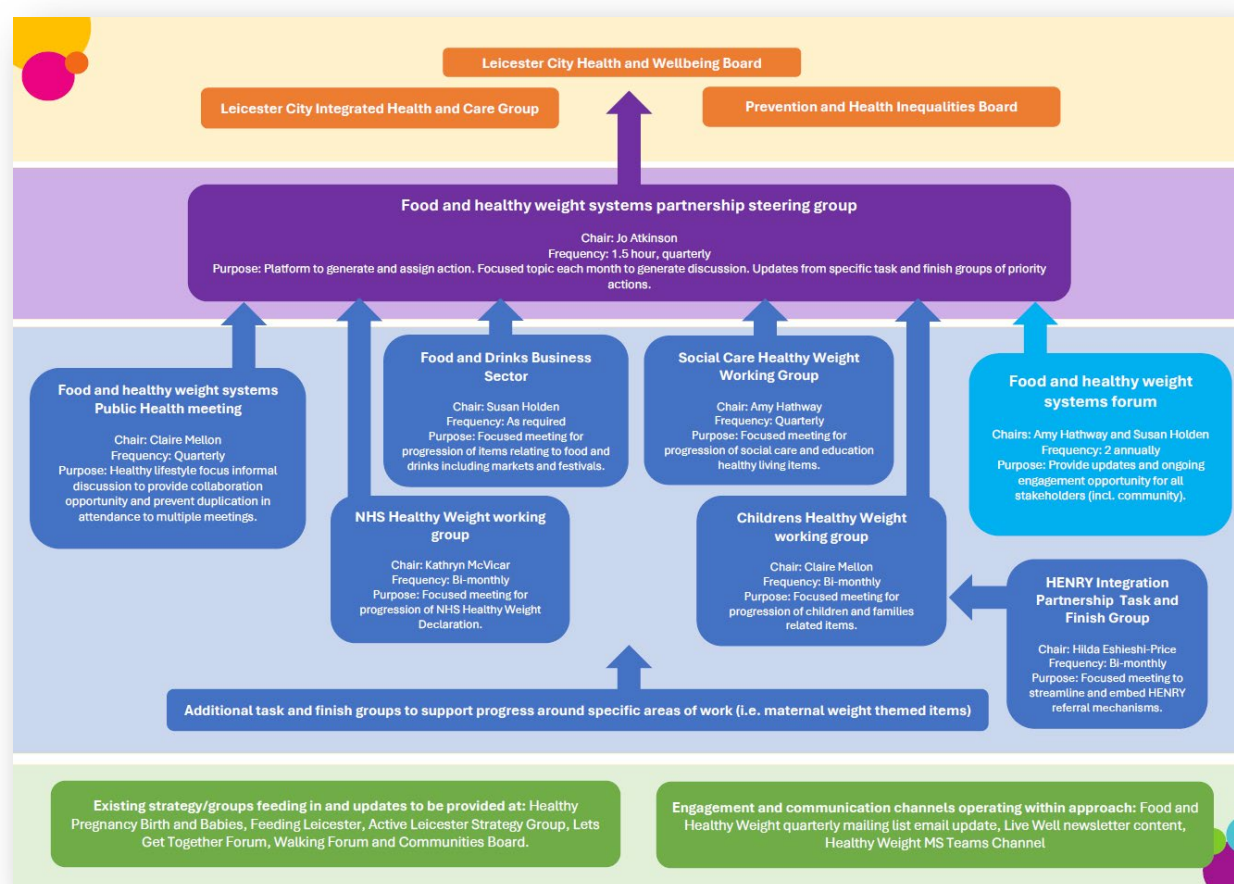 Leicester City Health and Wellbeing Board
Leicester City Integrated Health and Care Group
Prevention and Health Inequalities Board
Food and healthy weight systems partnership steering group
Chair: Jo Atkinson
Frequency: 1.5 hour, quarterly
Purpose: Platform to generate and assign action. Focused topic each month to generate discussion. Updates from specific task and finish groups of priority
actions.
Food and healthy weight systems
Public Health meeting
Chair: Claire Mellon
Frequency: Quarterly
Purpose: Healthy lifestyle focus informal
discussion to provide collaboration
opportunity and prevent duplication in
attendance to multiple meetings.
Food and Drinks Business
Sector
Chair: Susan Holden
Frequency: As required
Purpose: Focused meeting for
progression of items relating to food and
drinks including markets and festivals.
Social Care Healthy Weight
Working Group
Chair: Amy Hathway
Frequency: Quarterly
Purpose: Focused meeting for
progression of social care and education
healthy living items.
Food and healthy weight
systems forum
Chairs: Amy Hathway and Susan Holden
Frequency: 2 annually
Purpose: Provide updates and ongoing
engagement opportunity for all
stakeholders (incl. community).
NHS Healthy Weight working
group
Chair: Kathryn McVicar
Frequency: Bi-monthly
Purpose: Focused meeting for
progression of NHS Healthy Weight
Declaration.
Childrens Healthy Weight
working group
Chair: Claire Mellon
Frequency: Bi-monthly
Purpose: Focused meeting for
progression of children and families
related items.
HENRY Integration
Partnership Task and
Finish Group
Chair: Hilda Eshieshi-Price
Frequency: Bi-monthly
Purpose: Focused meeting to
streamline and embed HENRY
referral mechanisms.
Additional task and finish groups to support progress around specific areas of work (i.e. maternal weight themed items)
Existing strategy/groups feeding in and updates to be provided at: Healthy
Pregnancy Birth and Babies, Feeding Leicester, Active Leicester Strategy Group, Lets
Get Together Forum, Walking Forum and Communities Board.
Engagement and communication channels operating within approach: Food and
Healthy Weight quarterly mailing list email update, Live Well newsletter content,
Healthy Weight MS Teams Channel